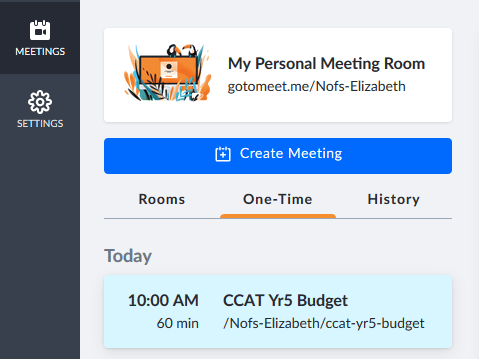 MEETINGS
SETTINGS
My Personal Meeting Room
gotomeet.me/Nofs-Elizabeth
Create Meeting
Rooms One-Time History
Today
10:00 AM CCAT Yr5 Budget
60 min /Nofs-Elizabeth/ccat-yr5-budget